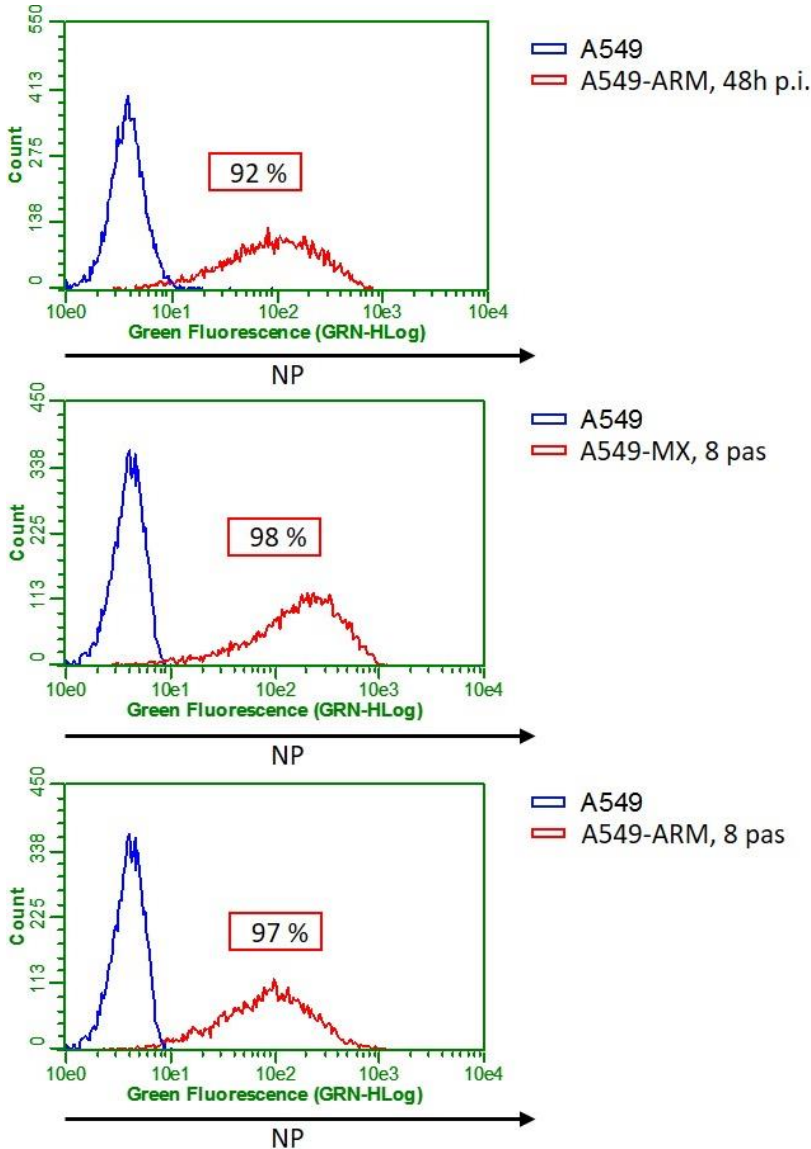 550
413
275
138
0
Count
92 %
A549
A549-ARM, 48h p.i.
10e0 10e1 10e2 10e3 10e4
Green Fluorescence (GRN-HLog)
NP
450
338
225
113
0
Count
98 %
A549
A549-MX, 8 pas
10e0 10e1 10e2 10e3 10e4
Green Fluorescence (GRN-HLog)
NP
450
338
225
113
0
Count
97 %
A549
A549-ARM, 8 pas
10e0 10e1 10e2 10e3 10e4
Green Fluorescence (GRN-HLog)
NP